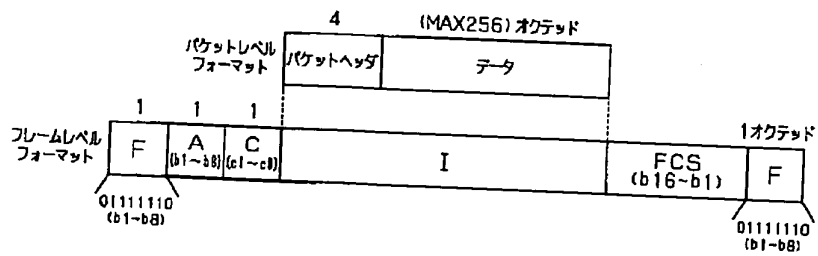 4 (MAX256)オクテッド
パケットレベル
フォーマット
パケットヘッダ データ
1 1 1 1オクテッド
フレームレベル
フォーマット
F A C I FCS F
(b1~b8) (c1~c8) (b16~b1)
01111110 01111110
(b1~b8) (b1~b8)